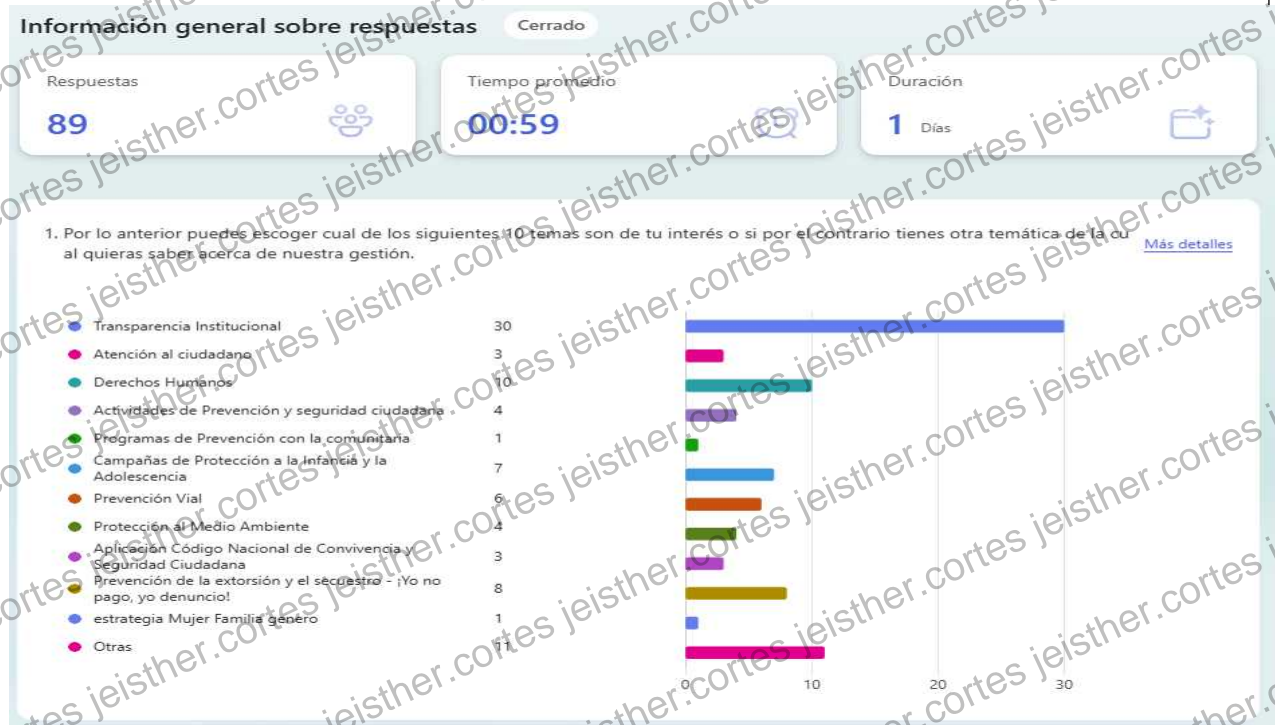 Información general sobre respuestas
Cerrado
Respuestas
89
Tiempo promedio
00:59
Duración
1 Días
1. Por lo anterior puedes escoger cual de los siguientes 10 temas son de tu interés o si por el contrario tienes otra temática de la cu
al quieras saber acerca de nuestra gestión.
Más detalles
Transparencia Institucional 30
Atención al ciudadano 3
Derechos Humanos 10
Actividades de Prevención y seguridad ciudadana 4
Programas de Prevención con la comunitaria 1
Campañas de Protección a la Infancia y la
Adolescencia 7
Prevención Vial 6
Protección al Medio Ambiente 4
Aplicación Código Nacional de Convivencia y
Seguridad Ciudadana 3
Prevención de la extorsión y el secuestro - ¡Yo no
pago, yo denuncio! 8
estrategia Mujer Familia género 1
Otras 11
0 10 20 30
jeisther.cortes jeisther.cortes jeisther.cortes